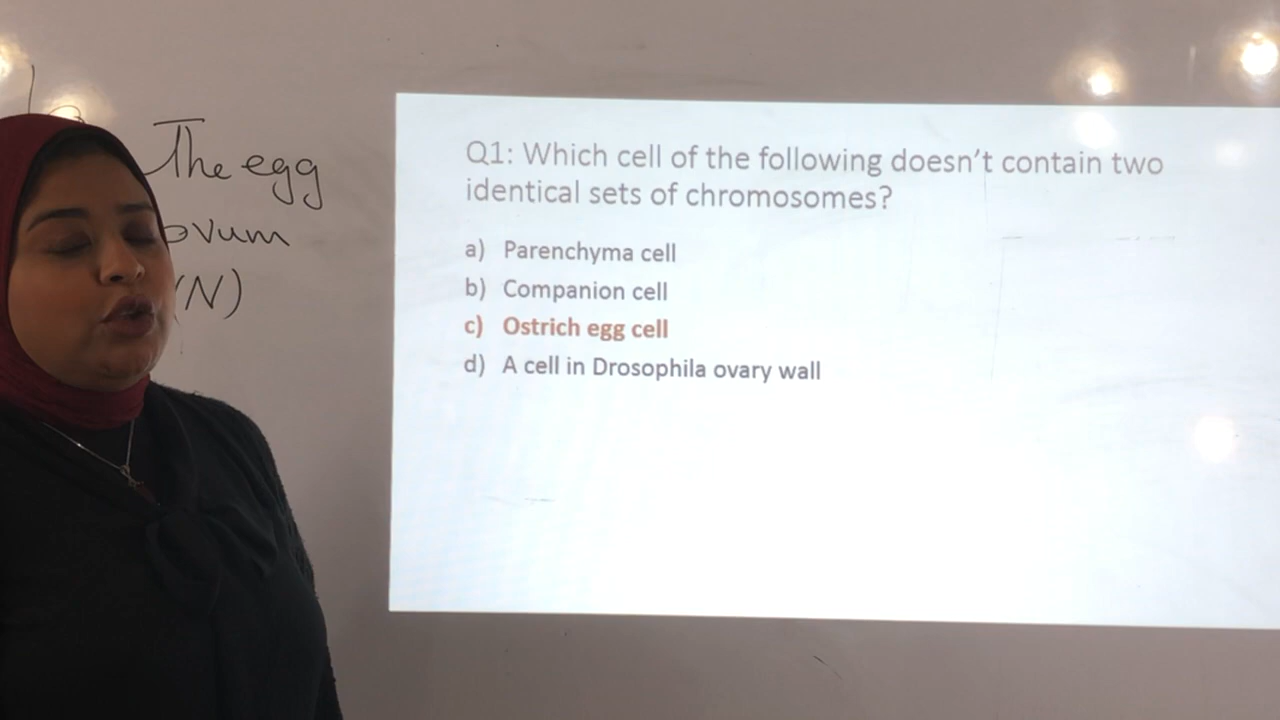 The egg
ovum
(N)
Q1: Which cell of the following doesn't contain two
identical sets of chromosomes?
a) Parenchyma cell
b) Companion cell
c) Ostrich egg cell
d) A cell in Drosophila ovary wall